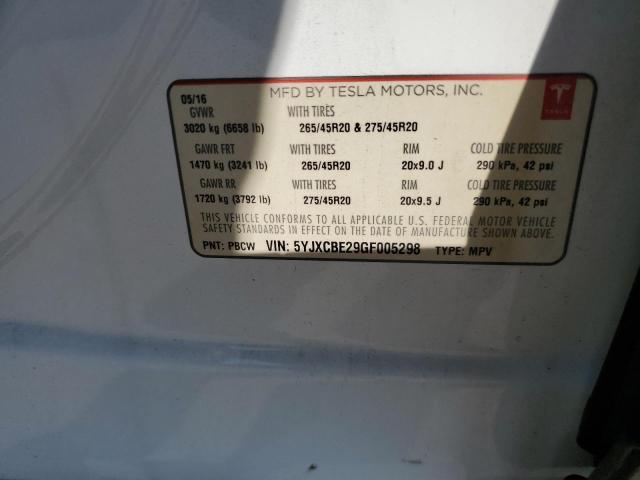 MFD BY TESLA MOTORS, INC.
TESLA
05/16
GVWR WITH TIRES
3020 kg (6658 lb) 265/45R20 & 275/45R20
GAWR FRT WITH TIRES RIM COLD TIRE PRESSURE
1470 kg (3241 lb) 265/45R20 20x9.0 J 290 kPa, 42 psi
GAWR RR WITH TIRES RIM COLD TIRE PRESSURE
1720 kg (3792 lb) 275/45R20 20x9.5 J 290 kPa, 42 psi
THIS VEHICLE CONFORMS TO ALL APPLICABLE U.S. FEDERAL MOTOR VEHICLE
SAFETY STANDARDS IN EFFECT ON THE DATE OF MANUFACTURE SHOWN ABOVE.
PNT: PBCW VIN: 5YJXCBE29GF005298 TYPE: MPV